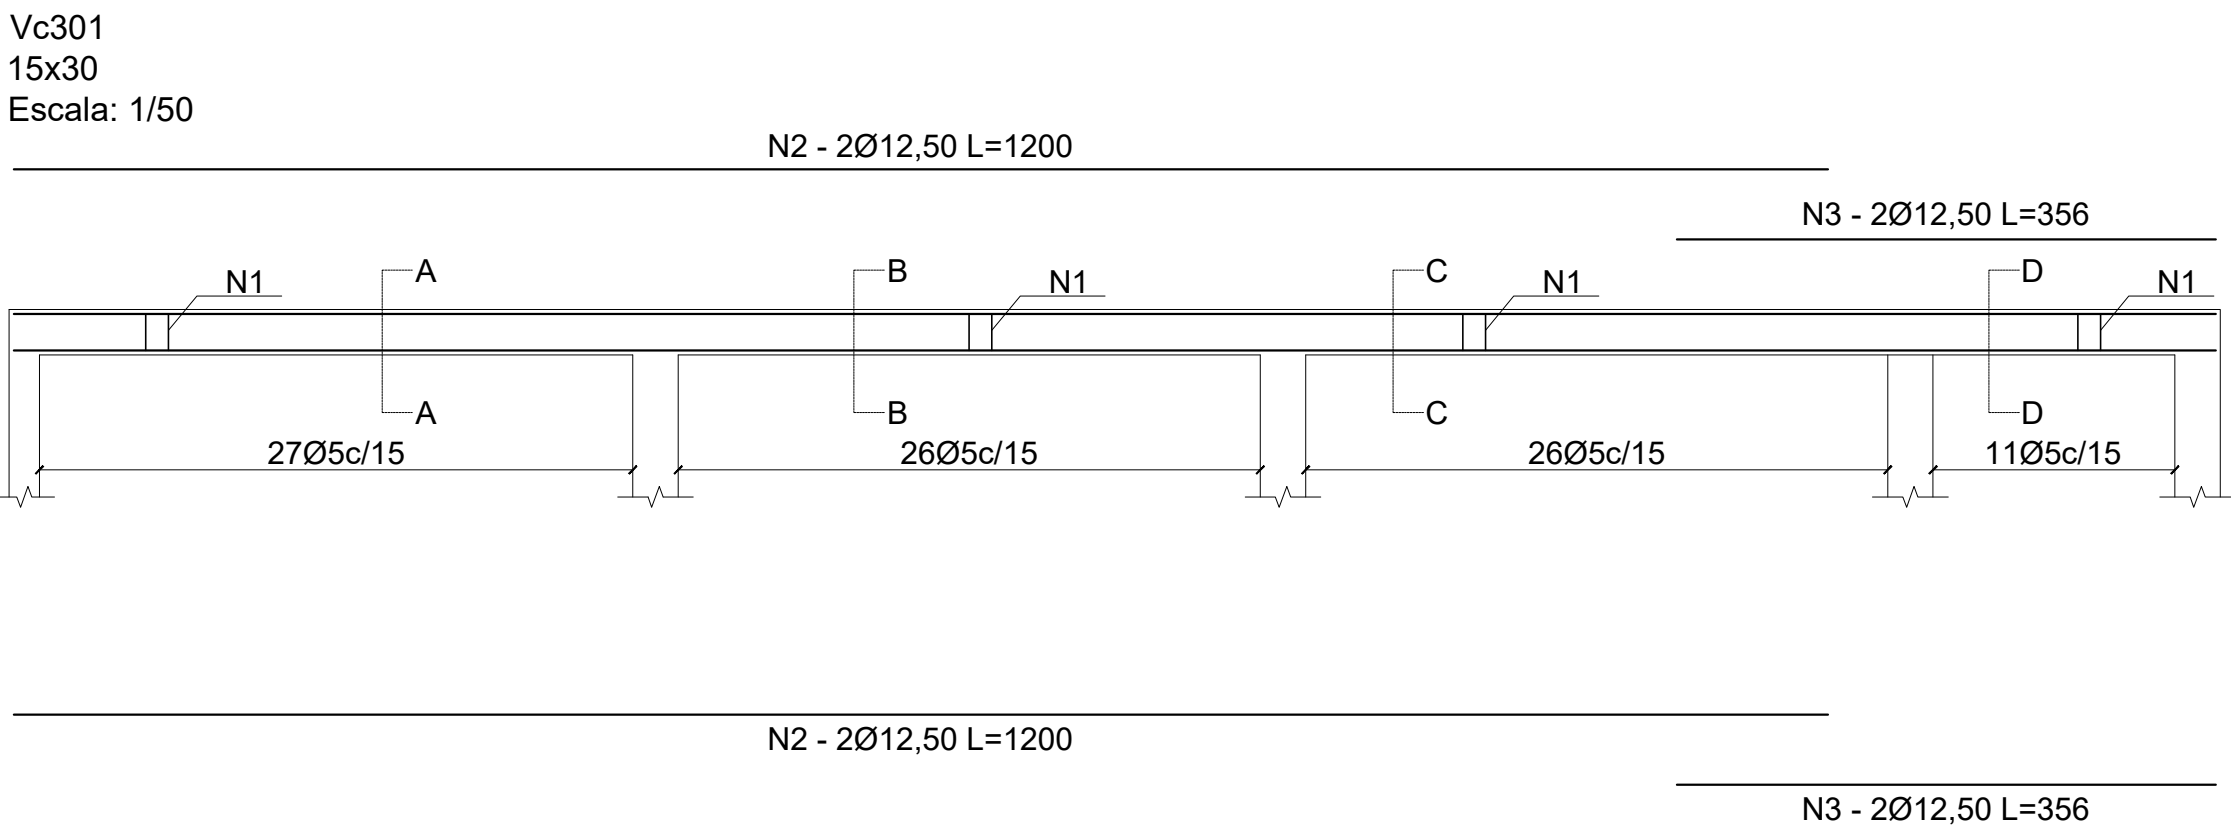 Vc301
15x30
Escala: 1/50
N2 - 2Ø12,50 L=1200
N3 - 2Ø12,50 L=356
A
B
C
D
N1
N1
N1
N1
A
B
C
D
27Ø5c/15
26Ø5c/15
26Ø5c/15
11Ø5c/15
N2 - 2Ø12,50 L=1200
N3 - 2Ø12,50 L=356